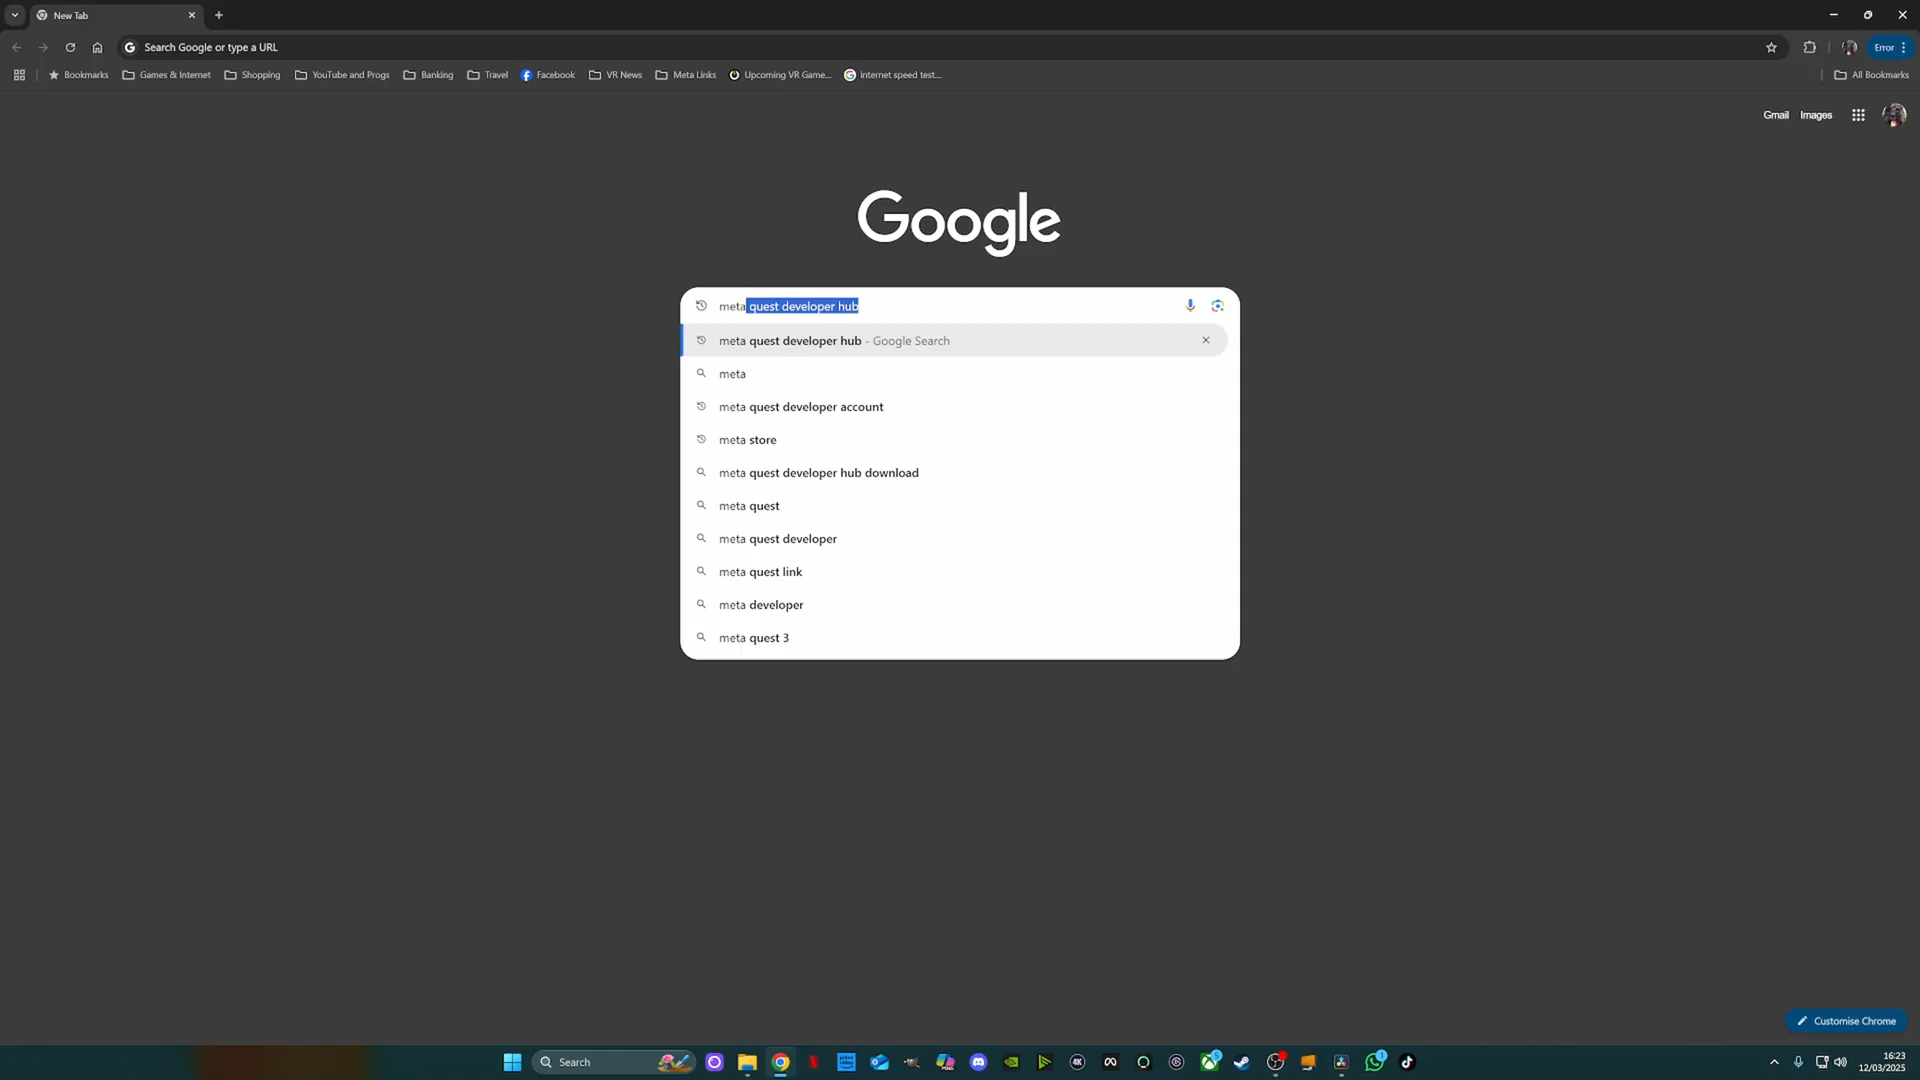 New Tab
Search Google or type a URL
Error
Bookmarks Games & Internet Shopping YouTube and Progs Banking Travel Facebook VR News Meta Links Upcoming VR Game... internet speed test... All Bookmarks
Gmail Images
Google
meta quest developer hub
meta quest developer hub - Google Search
meta
meta quest developer account
meta store
meta quest developer hub download
meta quest
meta quest developer
meta quest link
meta developer
meta quest 3
Customise Chrome
Search
16:23
12/03/2025